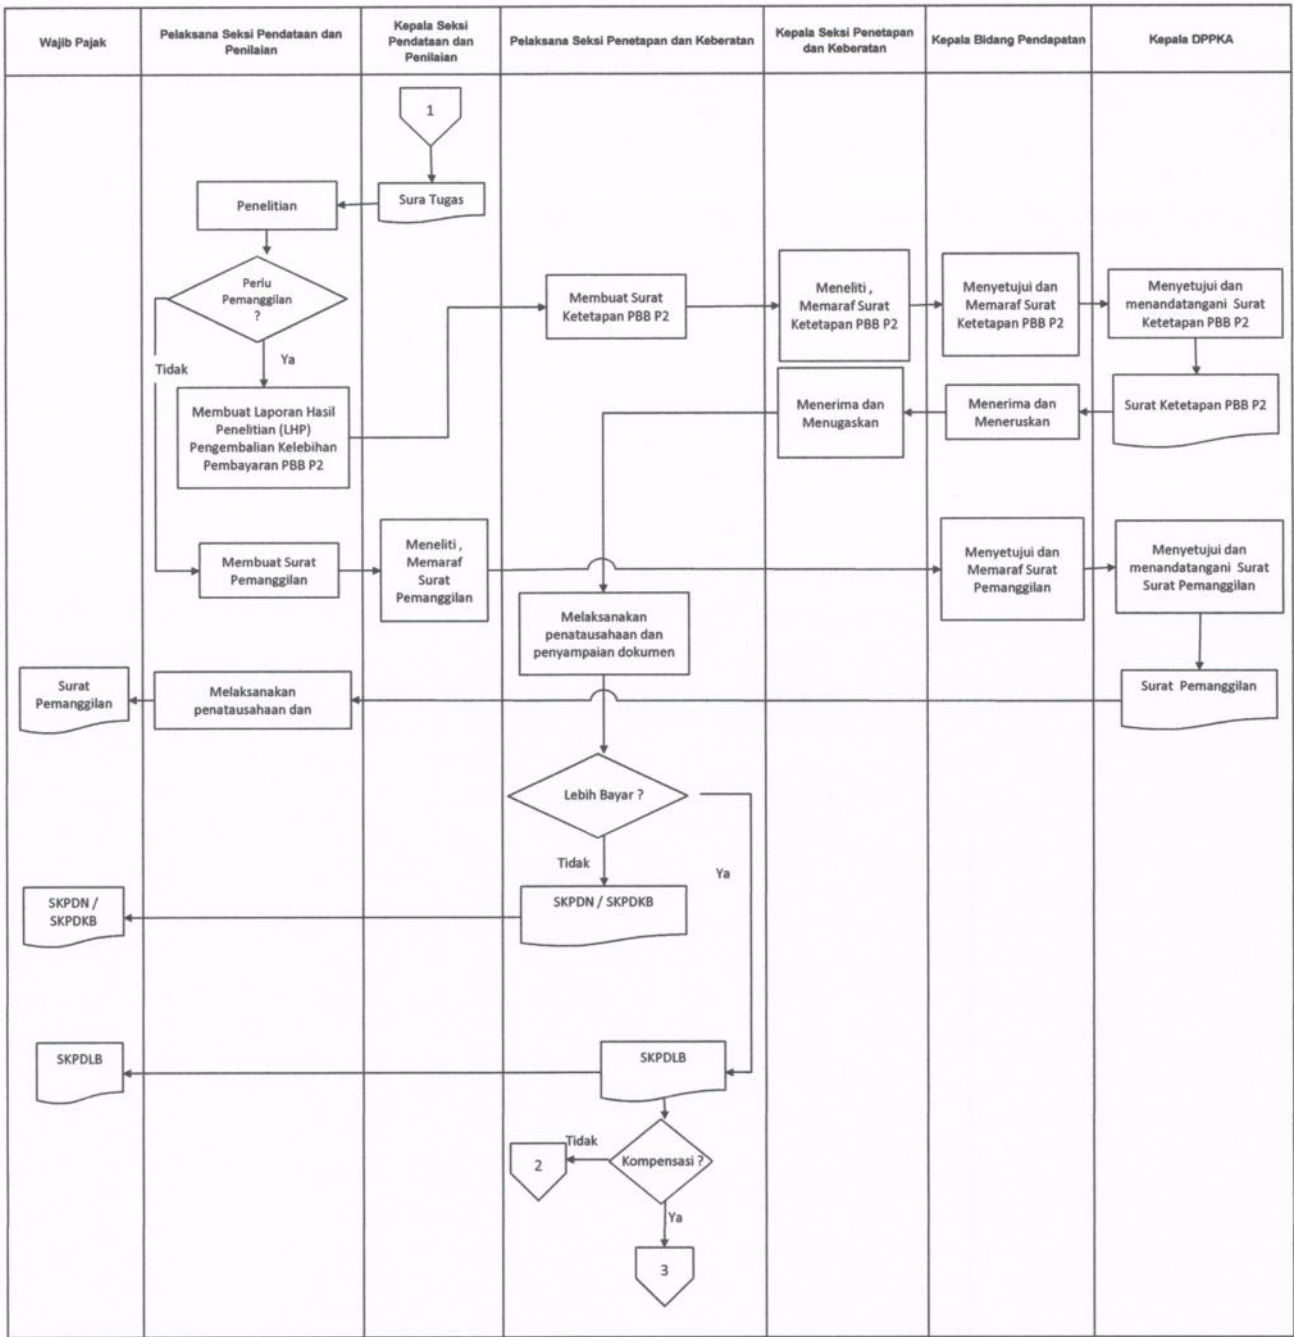 Wajib Pajak
Pelaksana Seksi Pendataan dan
Penilaian
Kepala Seksi
Pendataan dan
Penilaian
Pelaksana Seksi Penetapan dan Keberatan
Kepala Seksi Penetapan
dan Keberatan
Kepala Bidang Pendapatan
Kepala DPPKA
1
Sura Tugas
Penelitian
Perlu
Pemanggilan
?
Tidak
Ya
Membuat Laporan Hasil
Penelitian (LHP)
Pengembalian Kelebihan
Pembayaran PBB P2
Membuat Surat
Ketetapan PBB P2
Meneliti ,
Memaraf Surat
Ketetapan PBB P2
Menyetujui dan
Memaraf Surat
Ketetapan PBB P2
Menyetujui dan
menandatangani Surat
Ketetapan PBB P2
Surat Ketetapan PBB P2
Menerima dan
Meneruskan
Menerima dan
Menugaskan
Membuat Surat
Pemanggilan
Meneliti ,
Memaraf
Surat
Pemanggilan
Menyetujui dan
Memaraf Surat
Pemanggilan
Menyetujui dan
menandatangani Surat
Surat Pemanggilan
Melaksanakan
penatausahaan dan
penyampaian dokumen
Surat Pemanggilan
Melaksanakan
penatausahaan dan
Surat
Pemanggilan
Lebih Bayar ?
Tidak
Ya
SKPDN / SKPDKB
SKPDN /
SKPDKB
SKPDLB
SKPDLB
Kompensasi ?
Tidak
2
Ya
3